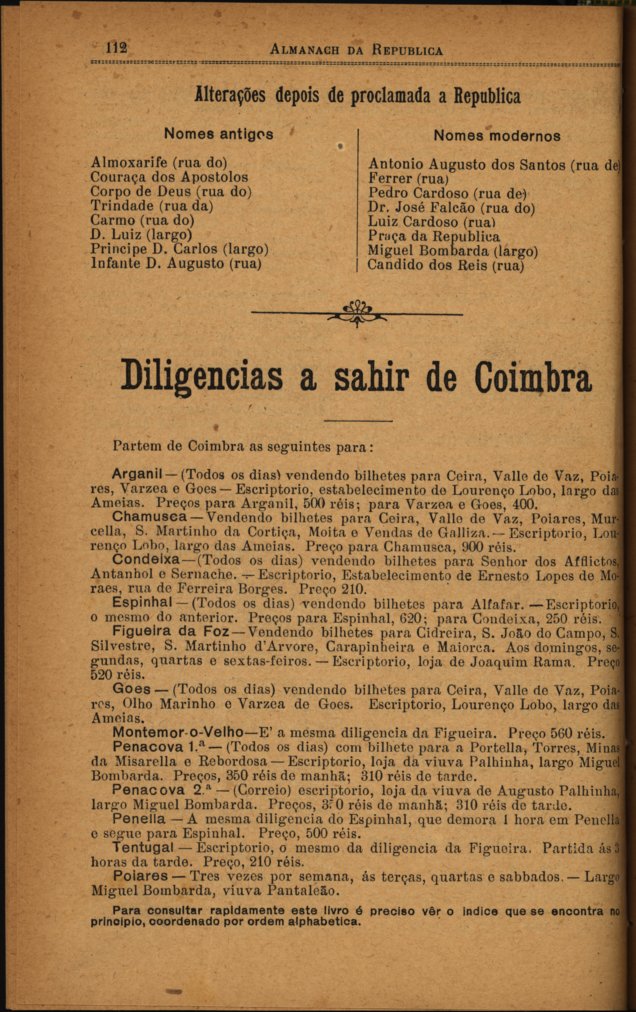 112
ALMANACH DA REPUBLICA
Alterações depois de proclamada a Republica
Nomes antigos
Almoxarife (rua do)
Couraça dos Apostolos
Corpo de Deus (rua do)
Trindade (rua da)
Carmo (rua do)
D. Luiz (largo)
Principe D. Carlos (largo)
Infante D. Augusto (rua)
Nomes modernos
Antonio Augusto dos Santos (rua de)
Ferrer (rua)
Pedro Cardoso (rua de)
Dr. José Falcão (rua do)
Luiz Cardoso (rua)
Praça da Republica
Miguel Bombarda (largo)
Candido dos Reis (rua)
Diligencias a sahir de Coimbra
Partem de Coimbra as seguintes para:
Arganil — (Todos os dias) vendendo bilhetes para Ceira, Valle de Vaz, Poia-
res, Varzea e Goes — Escriptorio, estabelecimento de Lourenço Lobo, largo das
Ameias. Preços para Arganil, 500 réis; para Varzea e Goes, 400.
Chamusca — Vendendo bilhetes para Ceira, Valle de Vaz, Poiares, Mur-
cella, S. Martinho da Cortiça, Moita e Vendas de Galliza. — Escriptorio, Lou-
renço Lobo, largo das Ameias. Preço para Chamusca, 900 réis.
Condeixa — (Todos os dias) vendendo bilhetes para Senhor dos Afflictos,
Antanhol e Sernache. — Escriptorio, Estabelecimento de Ernesto Lopes de Mo-
raes, rua de Ferreira Borges. Preço 210.
Espinhal — (Todos os dias) vendendo bilhetes para Alfafar. — Escriptorio,
o mesmo do anterior. Preços para Espinhal, 620; para Condeixa, 250 réis.
Figueira da Foz — Vendendo bilhetes para Cidreira, S. João do Campo, S.
Silvestre, S. Martinho d'Arvore, Carapinheira e Maiorca. Aos domingos, se-
gundas, quartas e sextas-feiros. — Escriptorio, loja de Joaquim Rama. Preço
520 réis.
Goes — (Todos os dias) vendendo bilhetes para Ceira, Valle de Vaz, Poia-
res, Olho Marinho e Varzea de Goes. Escriptorio, Lourenço Lobo, largo das
Ameias.
Montemor-o-Velho — E' a mesma diligencia da Figueira. Preço 560 réis.
Penacova 1.ª — (Todos os dias) com bilhete para a Portella, Torres, Minas
da Misarella e Rebordosa — Escriptorio, loja da viuva Palhinha, largo Miguel
Bombarda. Preços, 350 réis de manhã; 310 réis de tarde.
Penacova 2.ª — (Correio) escriptorio, loja da viuva de Augusto Palhinha,
largo Miguel Bombarda. Preços, réis de manhã; 310 réis de tarde.
Penella — A mesma diligencia do Espinhal, que demora 1 hora em Penella
e segue para Espinhal. Preço, 500 réis.
Tentugal — Escriptorio, o mesmo da diligencia da Figueira. Partida ás 3
horas da tarde. Preço, 210 réis.
Poiares — Tres vezes por semana, ás terças, quartas e sabbados. — Largo
Miguel Bombarda, viuva Pantaleão.
Para consultar rapidamente este livro é preciso vêr o indice que se encontra no
principio, coordenado por ordem alphabetica.